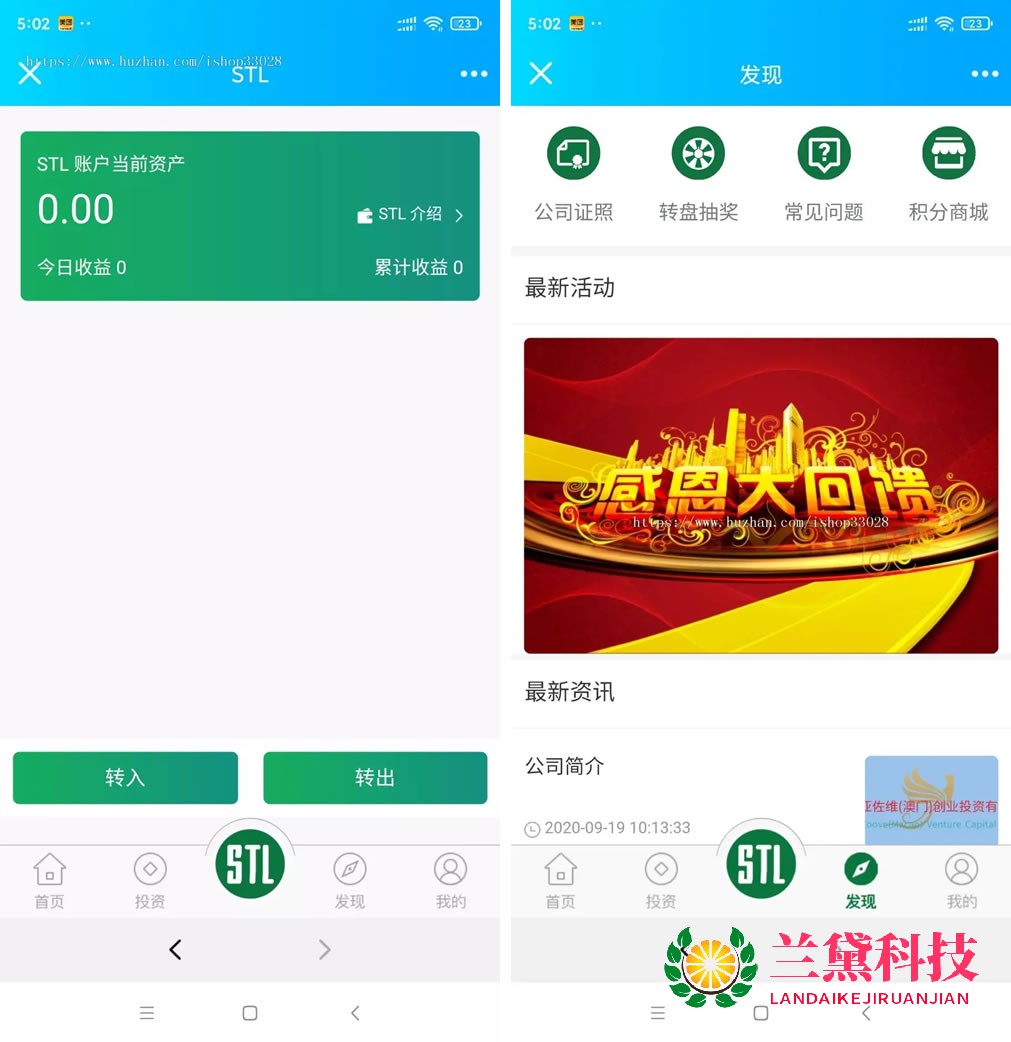 5:02
23
https://www.huzhan.com/ishop33028
STL
STL 账户当前资产
0.00
STL 介绍
今日收益 0
累计收益 0
转入
转出
STL
首页
投资
发现
我的
5:02
23
发现
公司证照
转盘抽奖
常见问题
积分商城
最新活动
感恩大回馈
https://www.huzhan.com/ishop33028
最新资讯
公司简介
佐维(澳门)创业投资有
Venture Capital
2020-09-19 10:13:33
STL
首页
投资
发现
我的
兰黛科技
LANDAIKEJIRUANJIAN